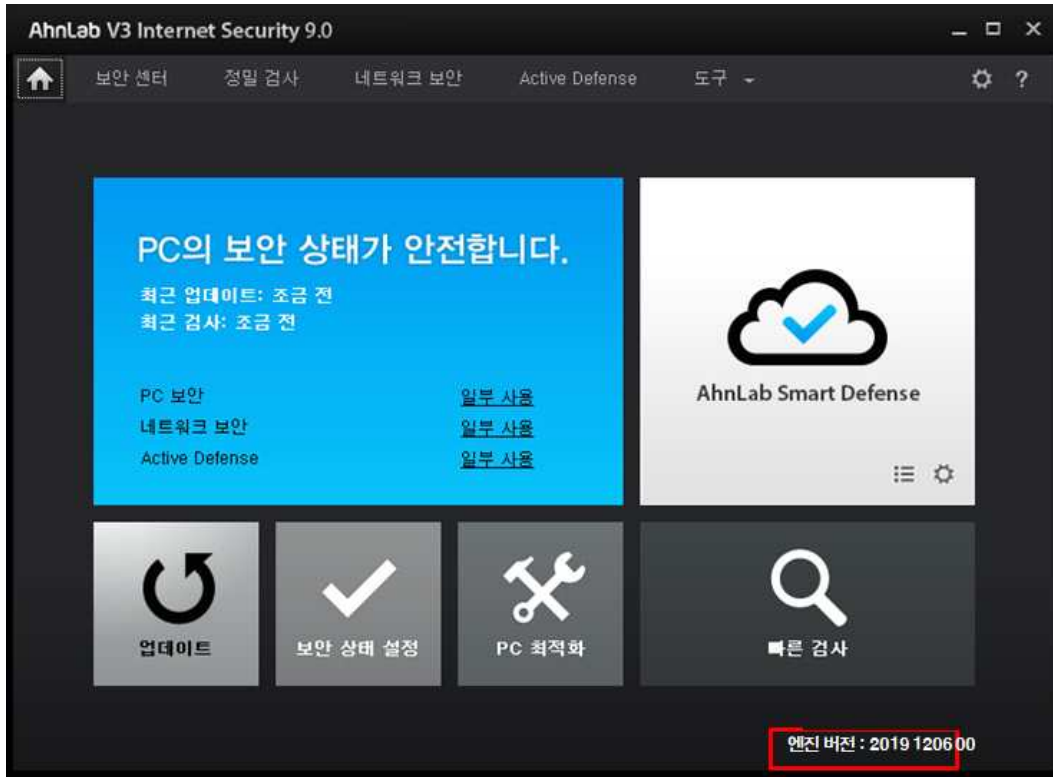 AhnLab V3 Internet Security 9.0
보안 센터 정밀 검사 네트워크 보안 Active Defense 도구
?
PC의 보안 상태가 안전합니다.
최근 업데이트: 조금 전
최근 검사: 조금 전
PC 보안 일부 사용
네트워크 보안 일부 사용
Active Defense 일부 사용
AhnLab Smart Defense
업데이트
보안 상태 설정
PC 최적화
빠른 검사
엔진 버전 : 2019 1206 00